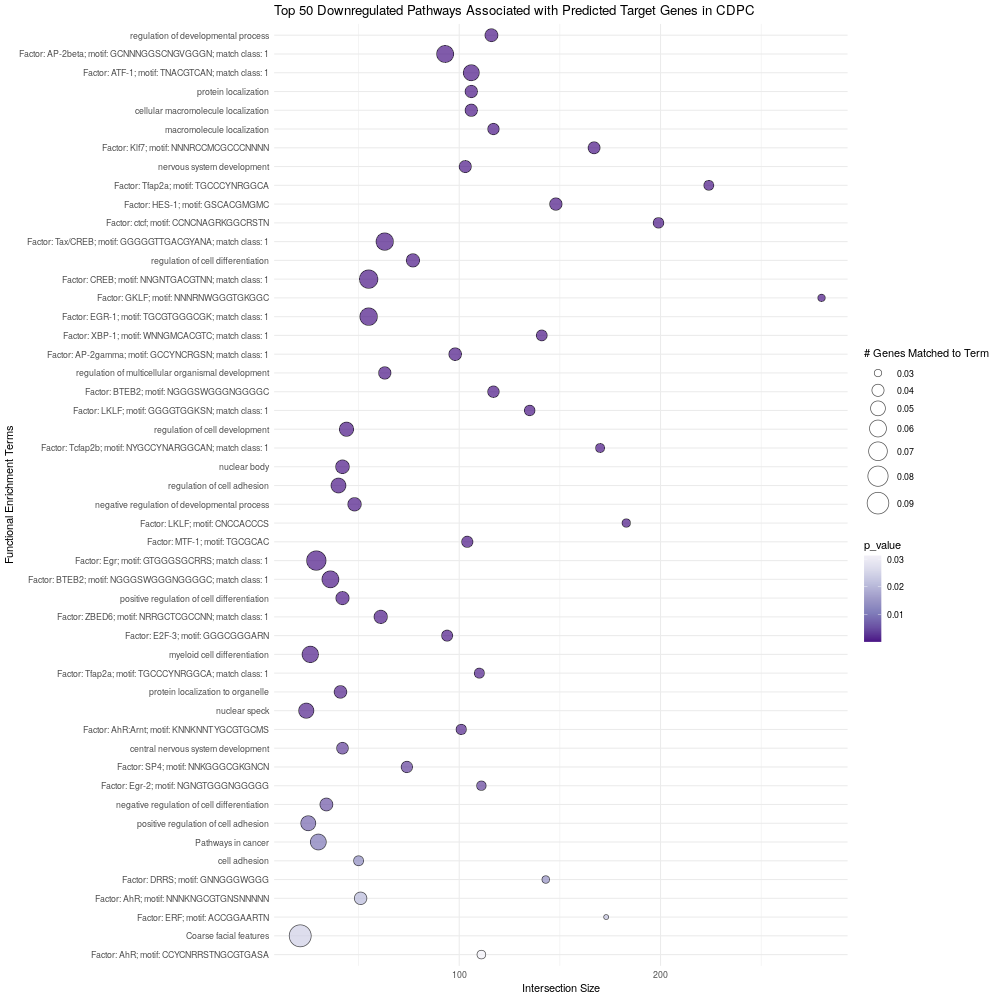 Top 50 Downregulated Pathways Associated with Predicted Target Genes in CDPC
regulation of developmental process
Factor: AP-2beta; motif: GCNNNGGSCNGVGGGN; match class: 1
Factor: ATF-1; motif: TNACGTCAN; match class: 1
protein localization
cellular macromolecule localization
macromolecule localization
Factor: Klf7; motif: NNNRCCMCGCCCNNNN
nervous system development
Factor: Tfap2a; motif: TGCCCYNRGGCA
Factor: HES-1; motif: GSCACGMGMC
Factor: ctcf; motif: CCNCNAGRKGGCRSTN
Factor: Tax/CREB; motif: GGGGGTTGACGYANA; match class: 1
regulation of cell differentiation
Factor: CREB; motif: NNGNTGACGTNN; match class: 1
Factor: GKLF; motif: NNNRNWGGGTGKGGC
Factor: EGR-1; motif: TGCGTGGGCGK; match class: 1
Factor: XBP-1; motif: WNNGMCACGTC; match class: 1
Factor: AP-2gamma; motif: GCCYNCRGSN; match class: 1
regulation of multicellular organismal development
Factor: BTEB2; motif: NGGGSWGGGNGGGGC
Factor: LKLF; motif: GGGGTGGKSN; match class: 1
regulation of cell development
Factor: Tcfap2b; motif: NYGCCYNARGGCAN; match class: 1
nuclear body
regulation of cell adhesion
negative regulation of developmental process
Factor: LKLF; motif: CNCCACCCS
Factor: MTF-1; motif: TGCGCAC
Factor: Egr; motif: GTGGGSGCRRS; match class: 1
Factor: BTEB2; motif: NGGGSWGGGNGGGGC; match class: 1
positive regulation of cell differentiation
Factor: ZBED6; motif: NRRGCTCGCCNN; match class: 1
Factor: E2F-3; motif: GGGCGGGARN
myeloid cell differentiation
Factor: Tfap2a; motif: TGCCCYNRGGCA; match class: 1
protein localization to organelle
nuclear speck
Factor: AhR:Arnt; motif: KNNKNNTYGCGTGCMS
central nervous system development
Factor: SP4; motif: NNKGGGCGKGNCN
Factor: Egr-2; motif: NGNGTGGGNGGGGG
negative regulation of cell differentiation
positive regulation of cell adhesion
Pathways in cancer
cell adhesion
Factor: DRRS; motif: GNNGGGWGGG
Factor: AhR; motif: NNNKNGCGTGNSNNNNN
Factor: ERF; motif: ACCGGAARTN
Coarse facial features
Factor: AhR; motif: CCYCNRRSTNGCGTGASA
100
200
Intersection Size
Functional Enrichment Terms
# Genes Matched to Term
0.03
0.04
0.05
0.06
0.07
0.08
0.09
p_value
0.03
0.02
0.01